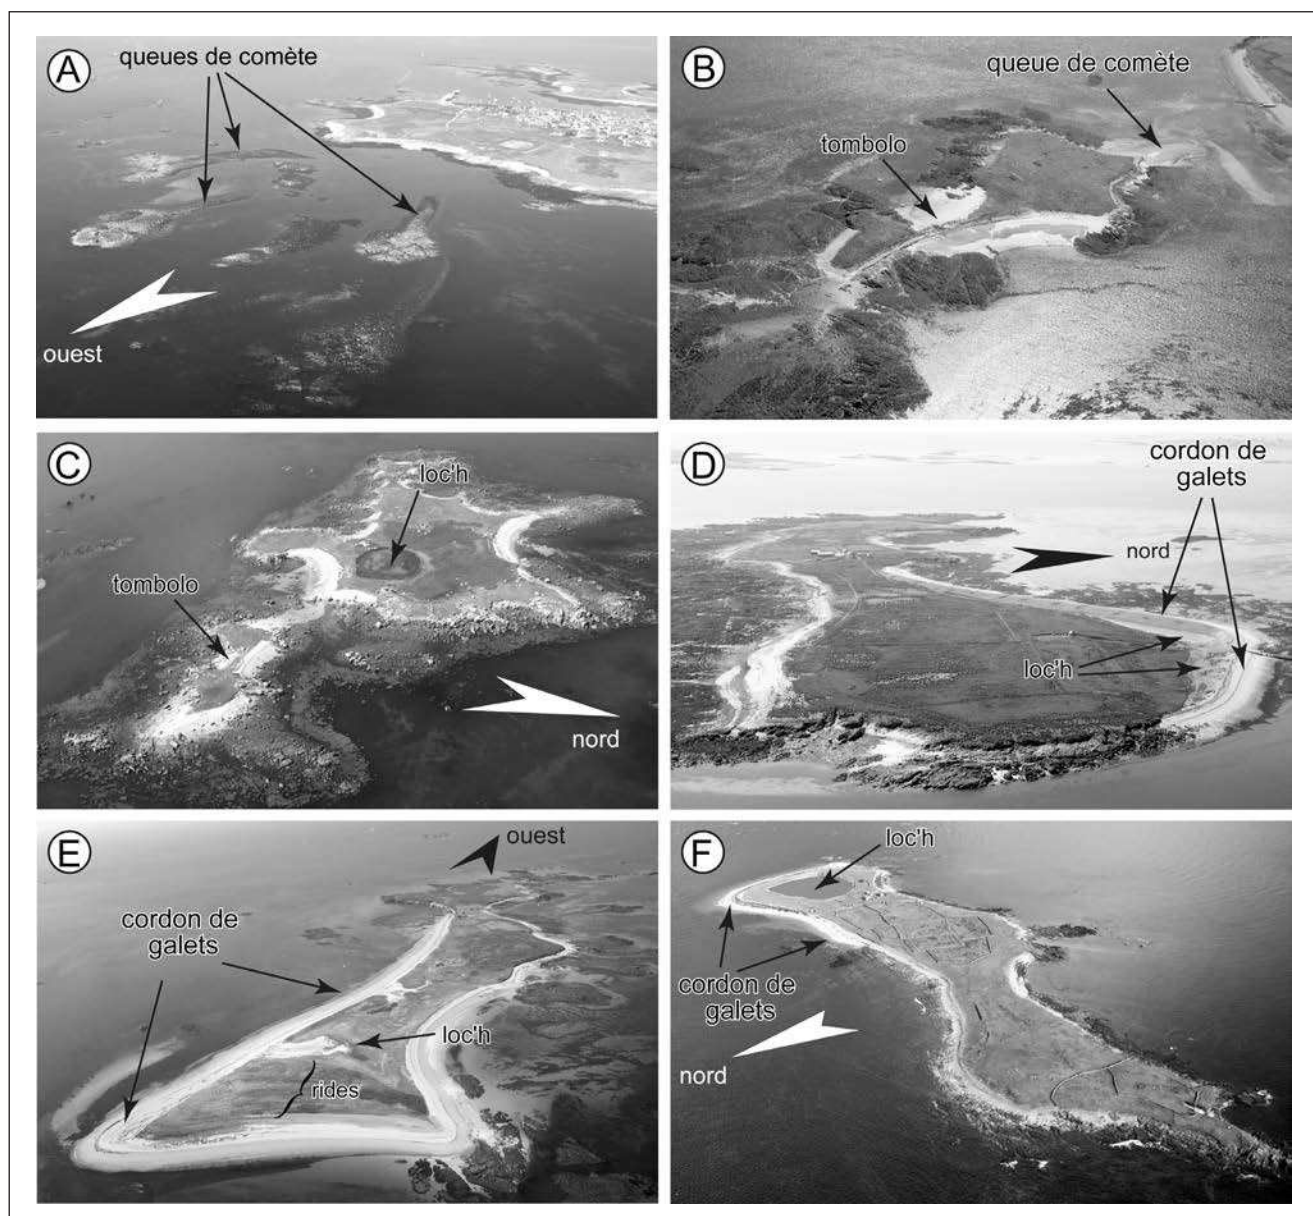 A
queues de comète
ouest
B
queue de comète
tombolo
C
loc'h
tombolo
nord
D
cordon de
galets
nord
loc'h
E
ouest
cordon de
galets
loc'h
rides
F
loc'h
cordon de
galets
nord